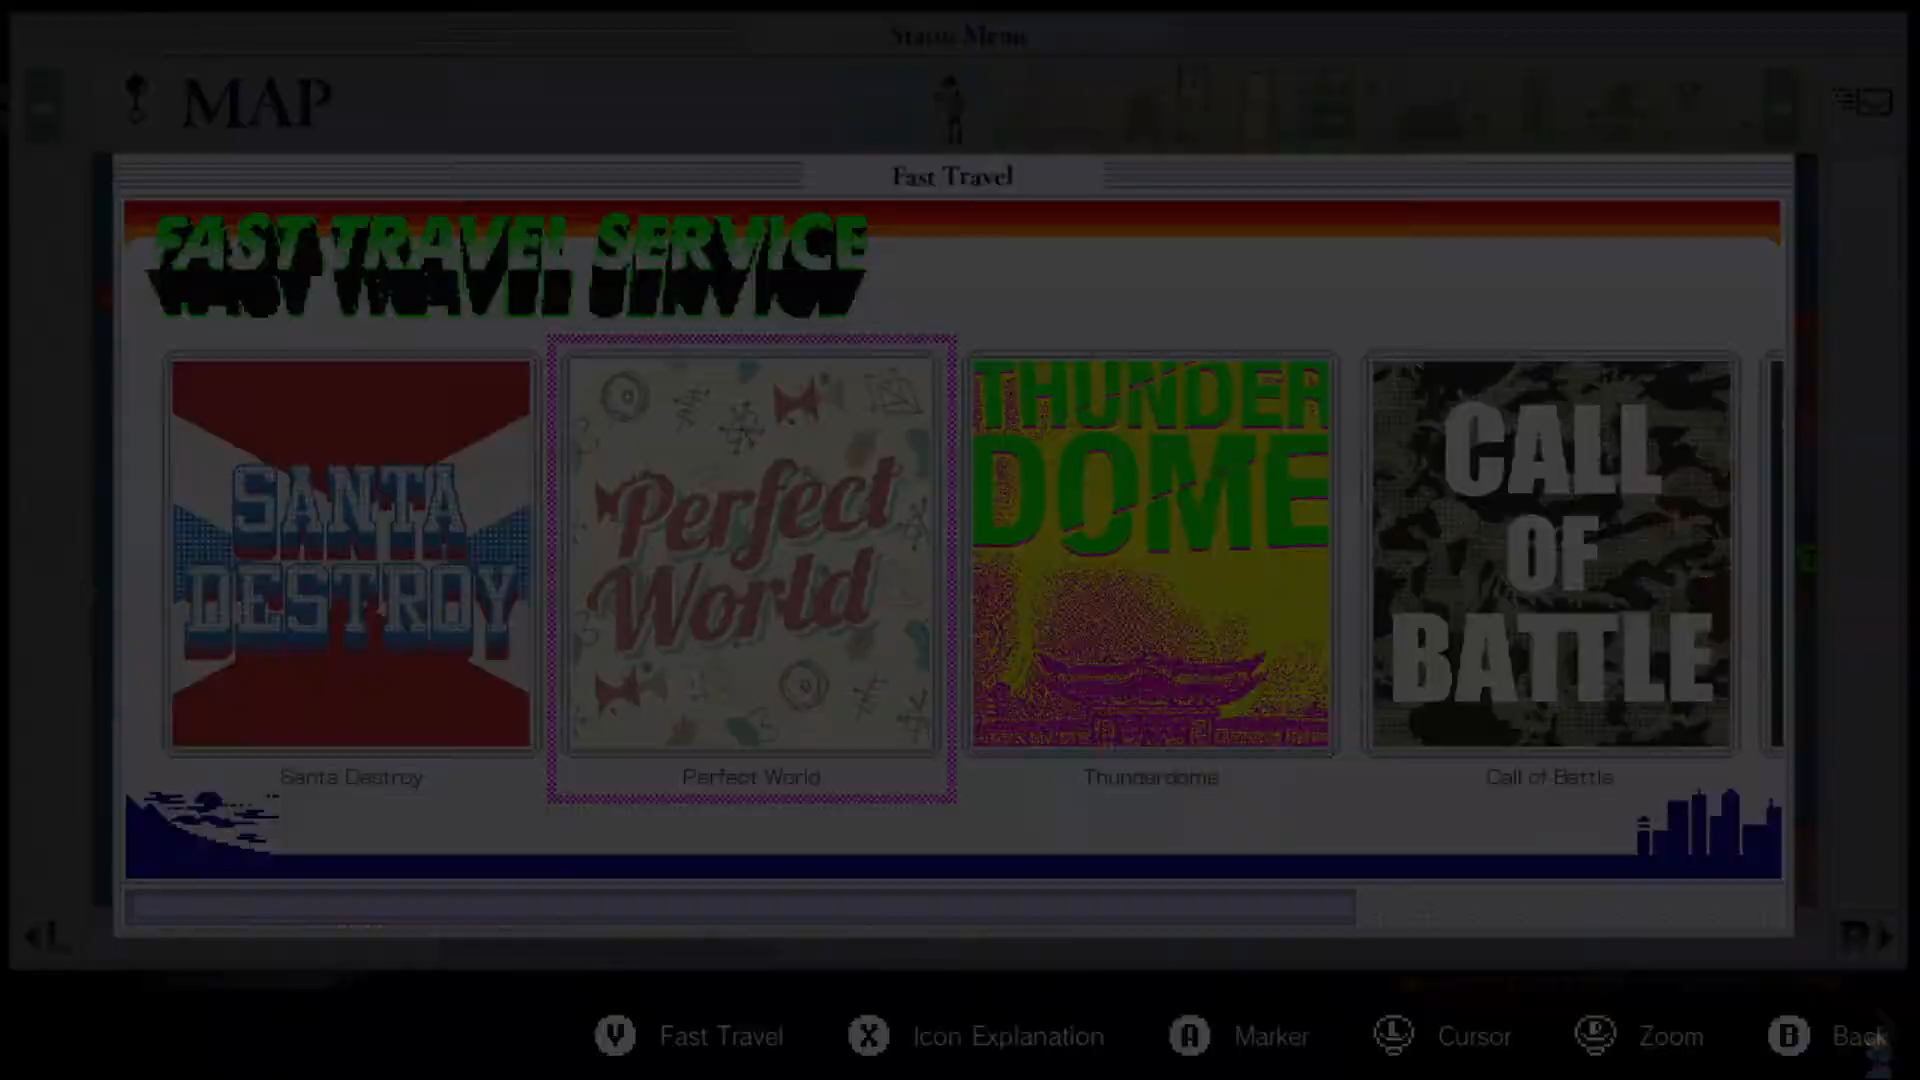 Status Menu
MAP
Fast Travel
FAST TRAVEL SERVICE
SANTA
DESTROY
Perfect
World
THUNDER
DOME
CALL
OF
BATTLE
Santa Destroy
Perfect World
Thunderdome
Call of Battle
L
R
Y Fast Travel
X Icon Explanation
A Marker
L Cursor
R Zoom
B Back